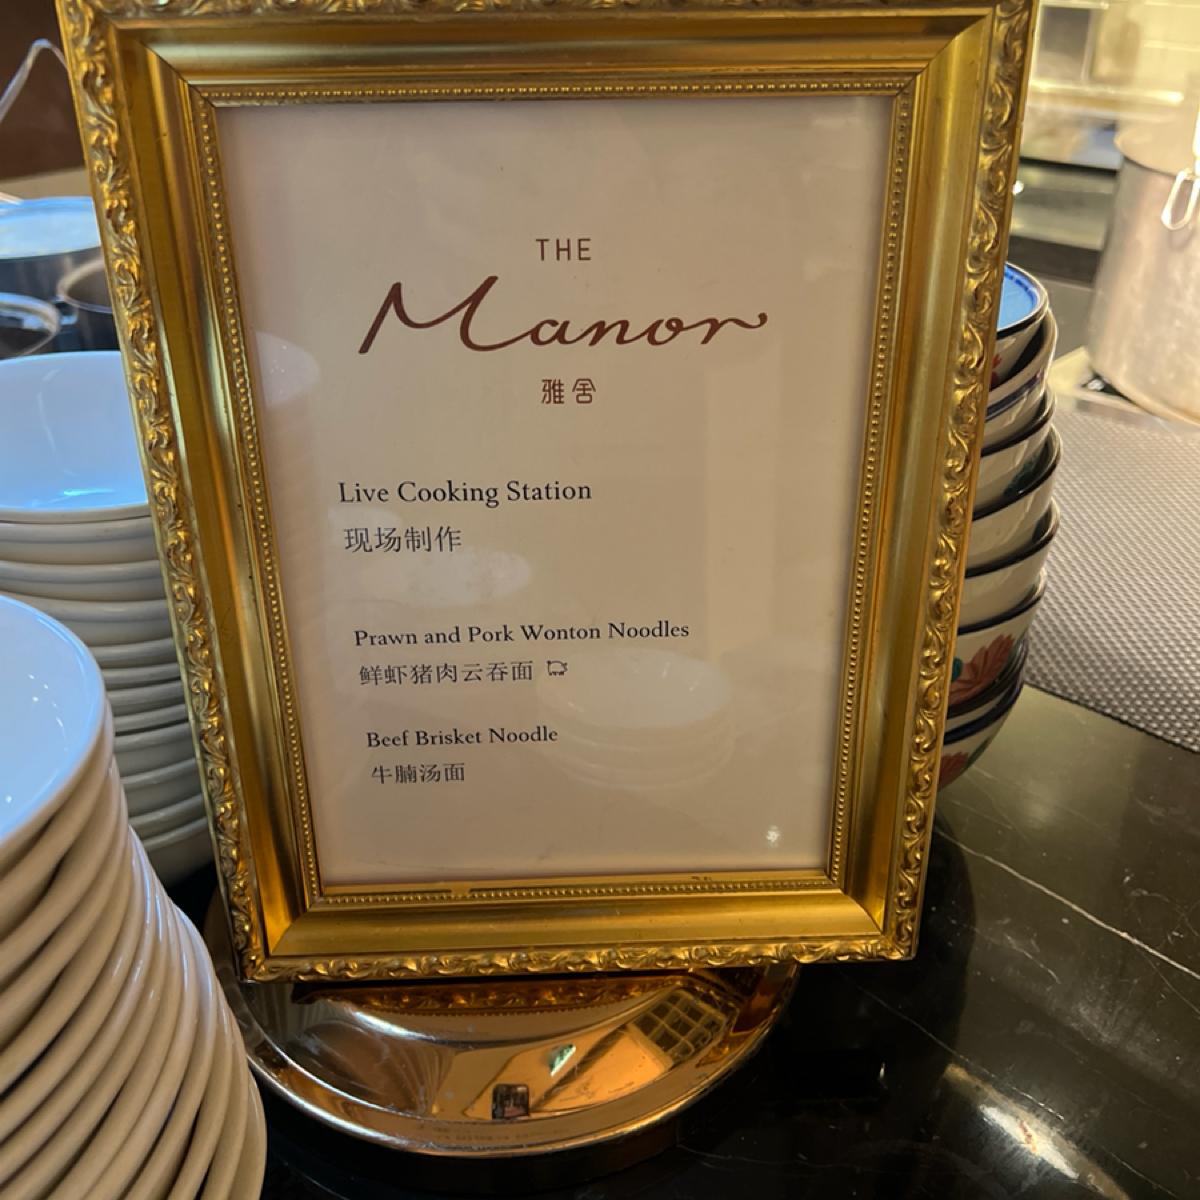 THE
Manor
雅舍
Live Cooking Station
现场制作
Prawn and Pork Wonton Noodles
鲜虾猪肉云吞面
Beef Brisket Noodle
牛腩汤面